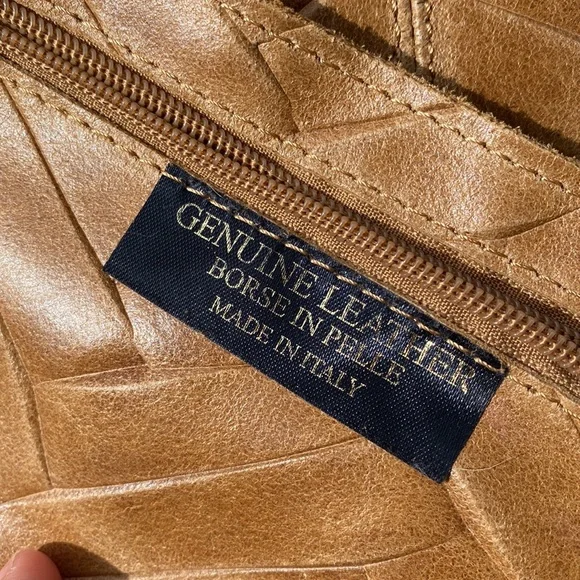 GENUINE LEATHER
BORSE IN PELLE
MADE IN ITALY